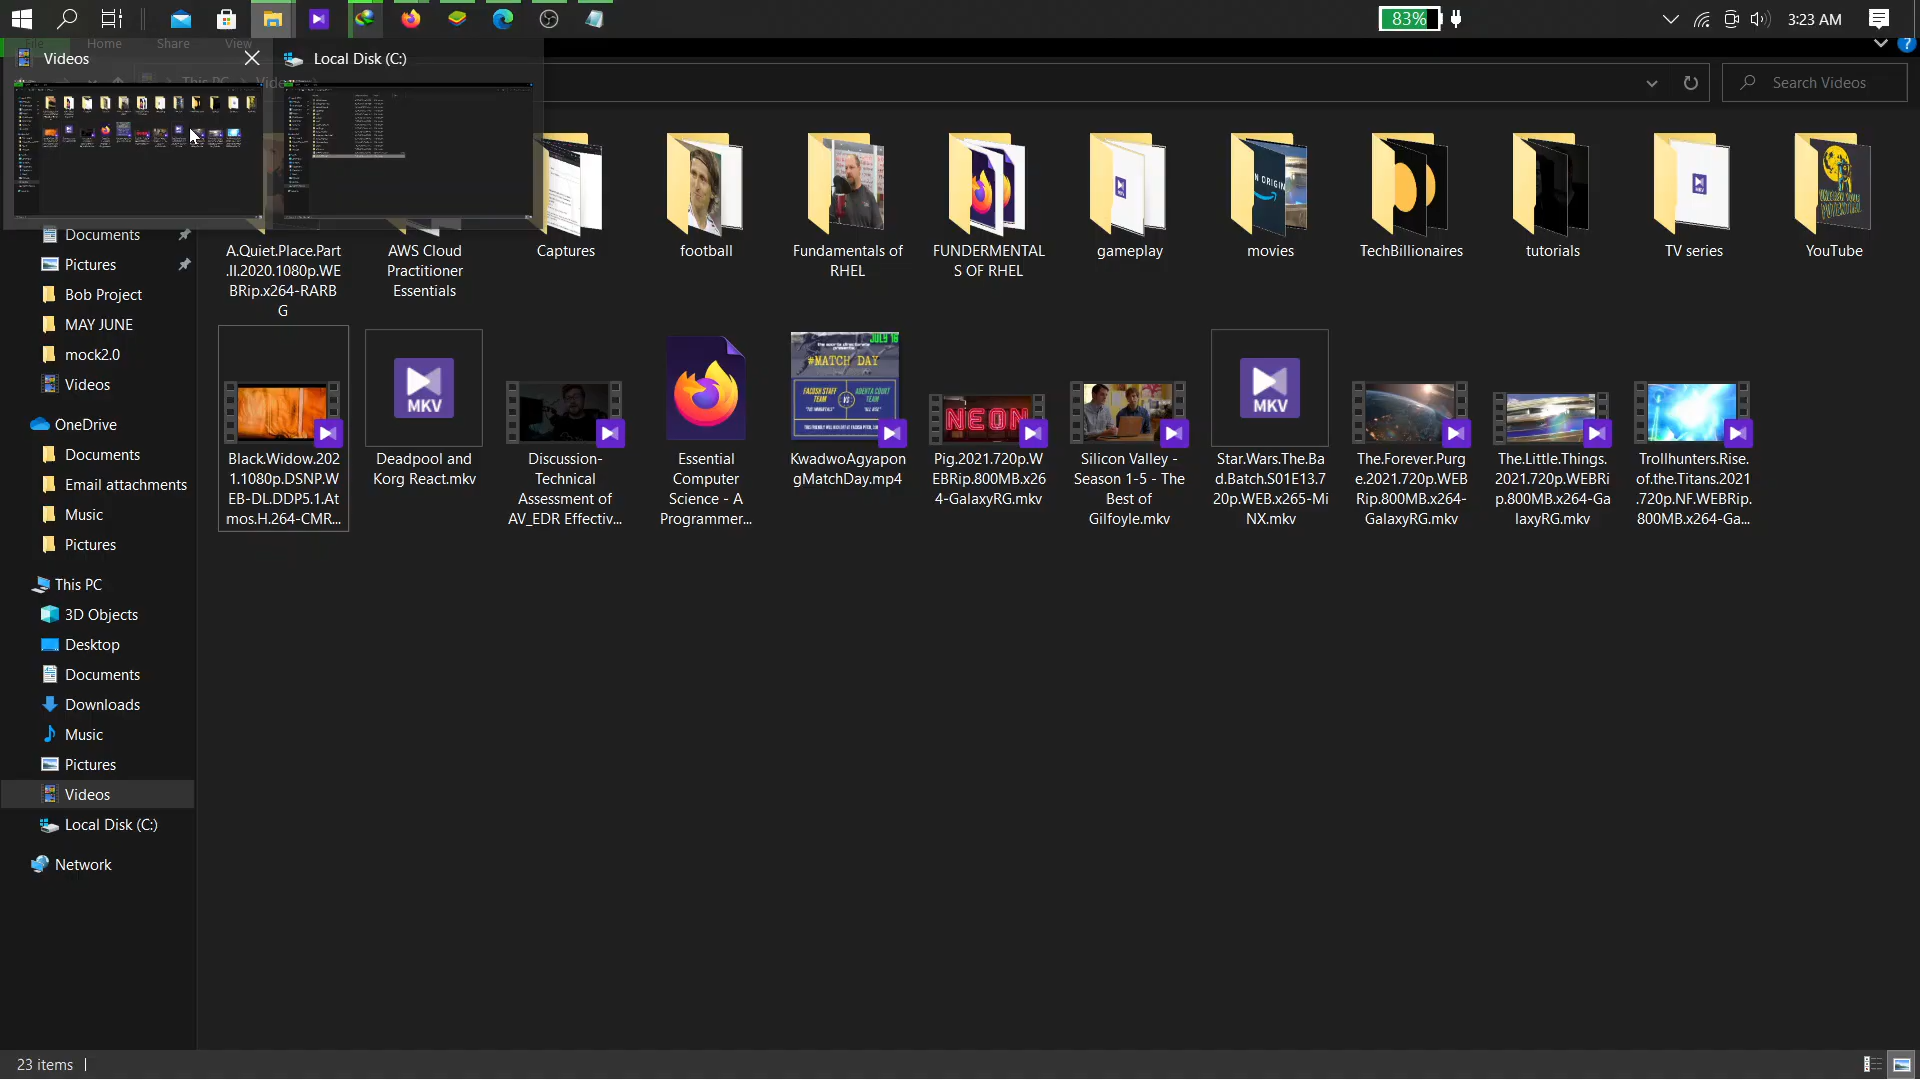 83%
3:23 AM
File
Home
Share
View
Videos
Local Disk (C:)
This PC
Videos
Search Videos
Documents
Pictures
Bob Project
MAY JUNE
mock2.0
Videos
OneDrive
Documents
Email attachments
Music
Pictures
This PC
3D Objects
Desktop
Documents
Downloads
Music
Pictures
Videos
Local Disk (C:)
Network
A.Quiet.Place.Part
.II.2020.1080p.WE
BRip.x264-RARB
G
AWS Cloud
Practitioner
Essentials
Captures
football
Fundamentals of
RHEL
FUNDERMENTAL
S OF RHEL
gameplay
N ORIGIN
movies
TechBillionaires
tutorials
MKV
TV series
YouTube
Black.Widow.202
1.1080p.DSNP.W
EB-DL.DDP5.1.At
mos.H.264-CMR...
MKV
Deadpool and
Korg React.mkv
Discussion-
Technical
Assessment of
AV_EDR Effectiv...
Essential
Computer
Science - A
Programmer...
JULY 16
#MATCH DAY
VS
KwadwoAgyapon
gMatchDay.mp4
NEON
Pig.2021.720p.W
EBRip.800MB.x26
4-GalaxyRG.mkv
Silicon Valley -
Season 1-5 - The
Best of
Gilfoyle.mkv
MKV
Star.Wars.The.Ba
d.Batch.S01E13.7
20p.WEB.x265-Mi
NX.mkv
The.Forever.Purg
e.2021.720p.WEB
Rip.800MB.x264-
GalaxyRG.mkv
The.Little.Things.
2021.720p.WEBRi
p.800MB.x264-Ga
laxyRG.mkv
Trollhunters.Rise.
of.the.Titans.2021
.720p.NF.WEBRip.
800MB.x264-Ga...
23 items